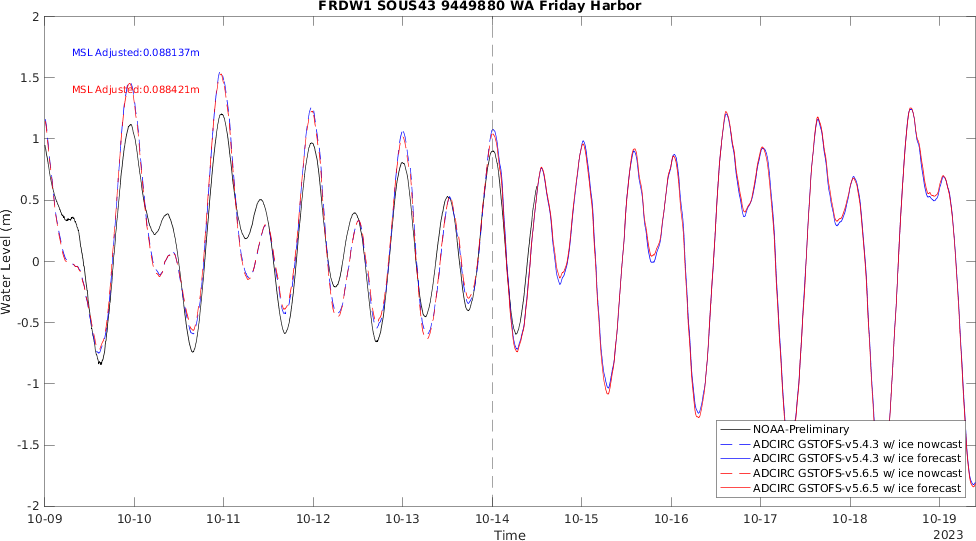 FRDW1 SOUS43 9449880 WA Friday Harbor
MSL Adjusted:0.088137m
MSL Adjusted:0.088421m
Water Level (m)
2
1.5
1
0.5
0
-0.5
-1
-1.5
-2
NOAA-Preliminary
ADCIRC GSTOFS-v5.4.3 w/ ice nowcast
ADCIRC GSTOFS-v5.4.3 w/ ice forecast
ADCIRC GSTOFS-v5.6.5 w/ ice nowcast
ADCIRC GSTOFS-v5.6.5 w/ ice forecast
10-09 10-10 10-11 10-12 10-13 10-14 10-15 10-16 10-17 10-18 10-19
Time
2023